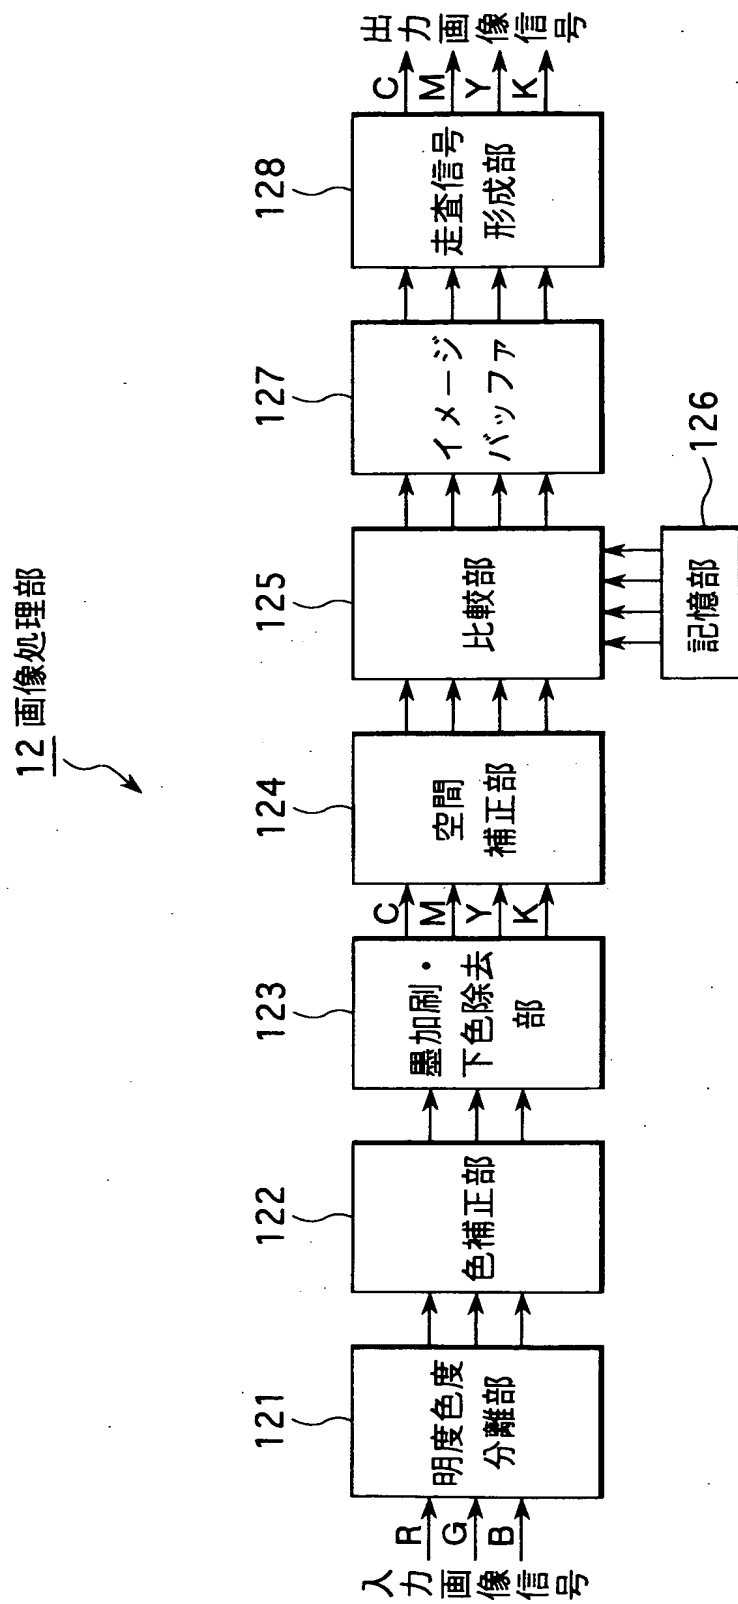 12 画像処理部
121
122
123
124
125
127
128
入力画像信号
R
G
B
明度色度
分離部
色補正部
墨加刷・
下色除去
部
C
M
Y
K
空間
補正部
比較部
イメージ
バッファ
走査信号
形成部
C
M
Y
K
出力画像信号
126
記憶部